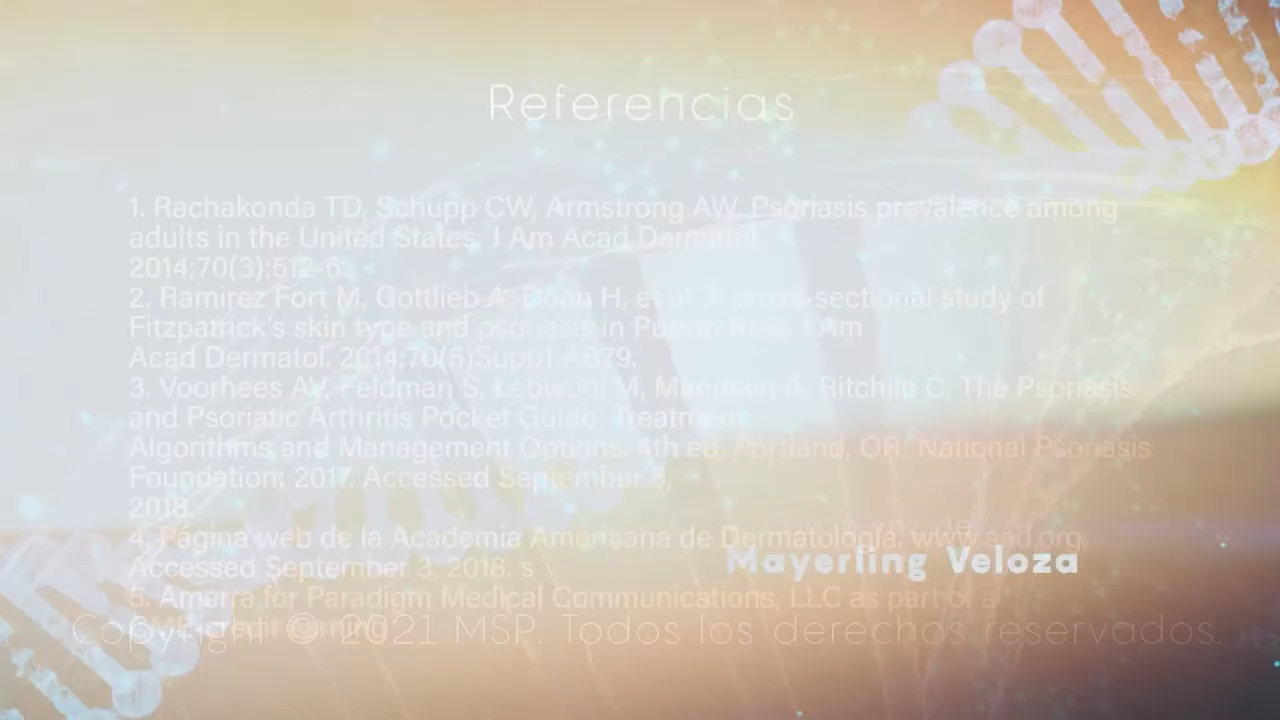 Referencias
1. Rachakonda TD, Schupp CW, Armstrong AW. Psoriasis prevalence among
adults in the United States. I Am Acad Dermatol
2014;70(3):512-6.
2. Ramirez Fort M, Gottlieb A, Doan H, et al. A cross-sectional study of
Fitzpatrick's skin type and psoriasis in Puerto Rico. I Am
Acad Dermatol. 2014;70(5)Supp1 AB79.
3. Voorhees AV, Feldman S, Lebwohl M, Mandelin A, Ritchlin C. The Psoriasis
and Psoriatic Arthritis Pocket Guide: Treatment
Algorithms and Management Options. 4th ed. Portland, OR: National Psoriasis
Foundation; 2017. Accessed September 3,
2018.
de
4. Página web de la Academia Americana de Dermatología, www.aad.org
Accessed September 3, 2018. s
Mayerling Veloza
5. for Paradigm Medical Communications, LLC as part of a
Copyright © 2021 MSP. Todos los derechos reservados.